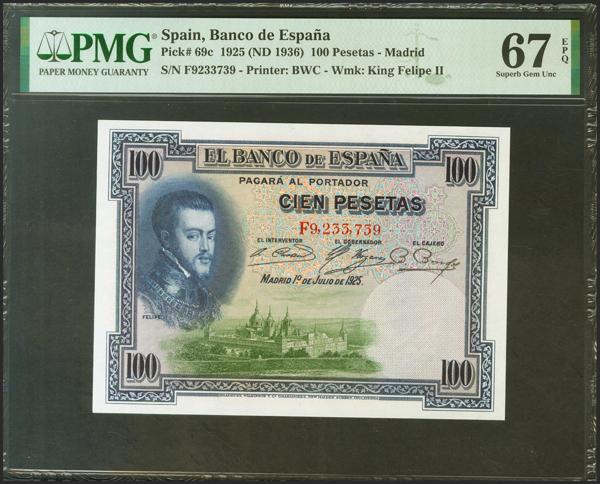 PMG
PAPER MONEY GUARANTY
Spain, Banco de España
Pick# 69c 1925 (ND 1936) 100 Pesetas - Madrid
S/N F9233739 - Printer: BWC - Wmk: King Felipe II
67 EPQ
Superb Gem Unc
100 EL BANCO DE ESPAÑA 100
PAGARÁ AL PORTADOR
CIEN PESETAS
F9,233,739
EL INTERVENTOR EL GOBERNADOR EL CAJERO
MADRID 1º DE JULIO DE 1925.
FELIPE
100 100